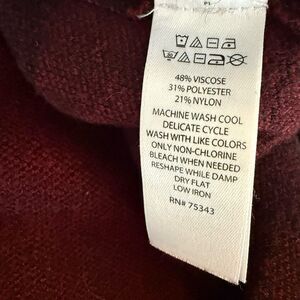 48% VISCOSE
31% POLYESTER
21% NYLON
MACHINE WASH COOL
DELICATE CYCLE
WASH WITH LIKE COLORS
ONLY NON-CHLORINE
BLEACH WHEN NEEDED
RESHAPE WHILE DAMP
DRY FLAT
LOW IRON
RN# 75343